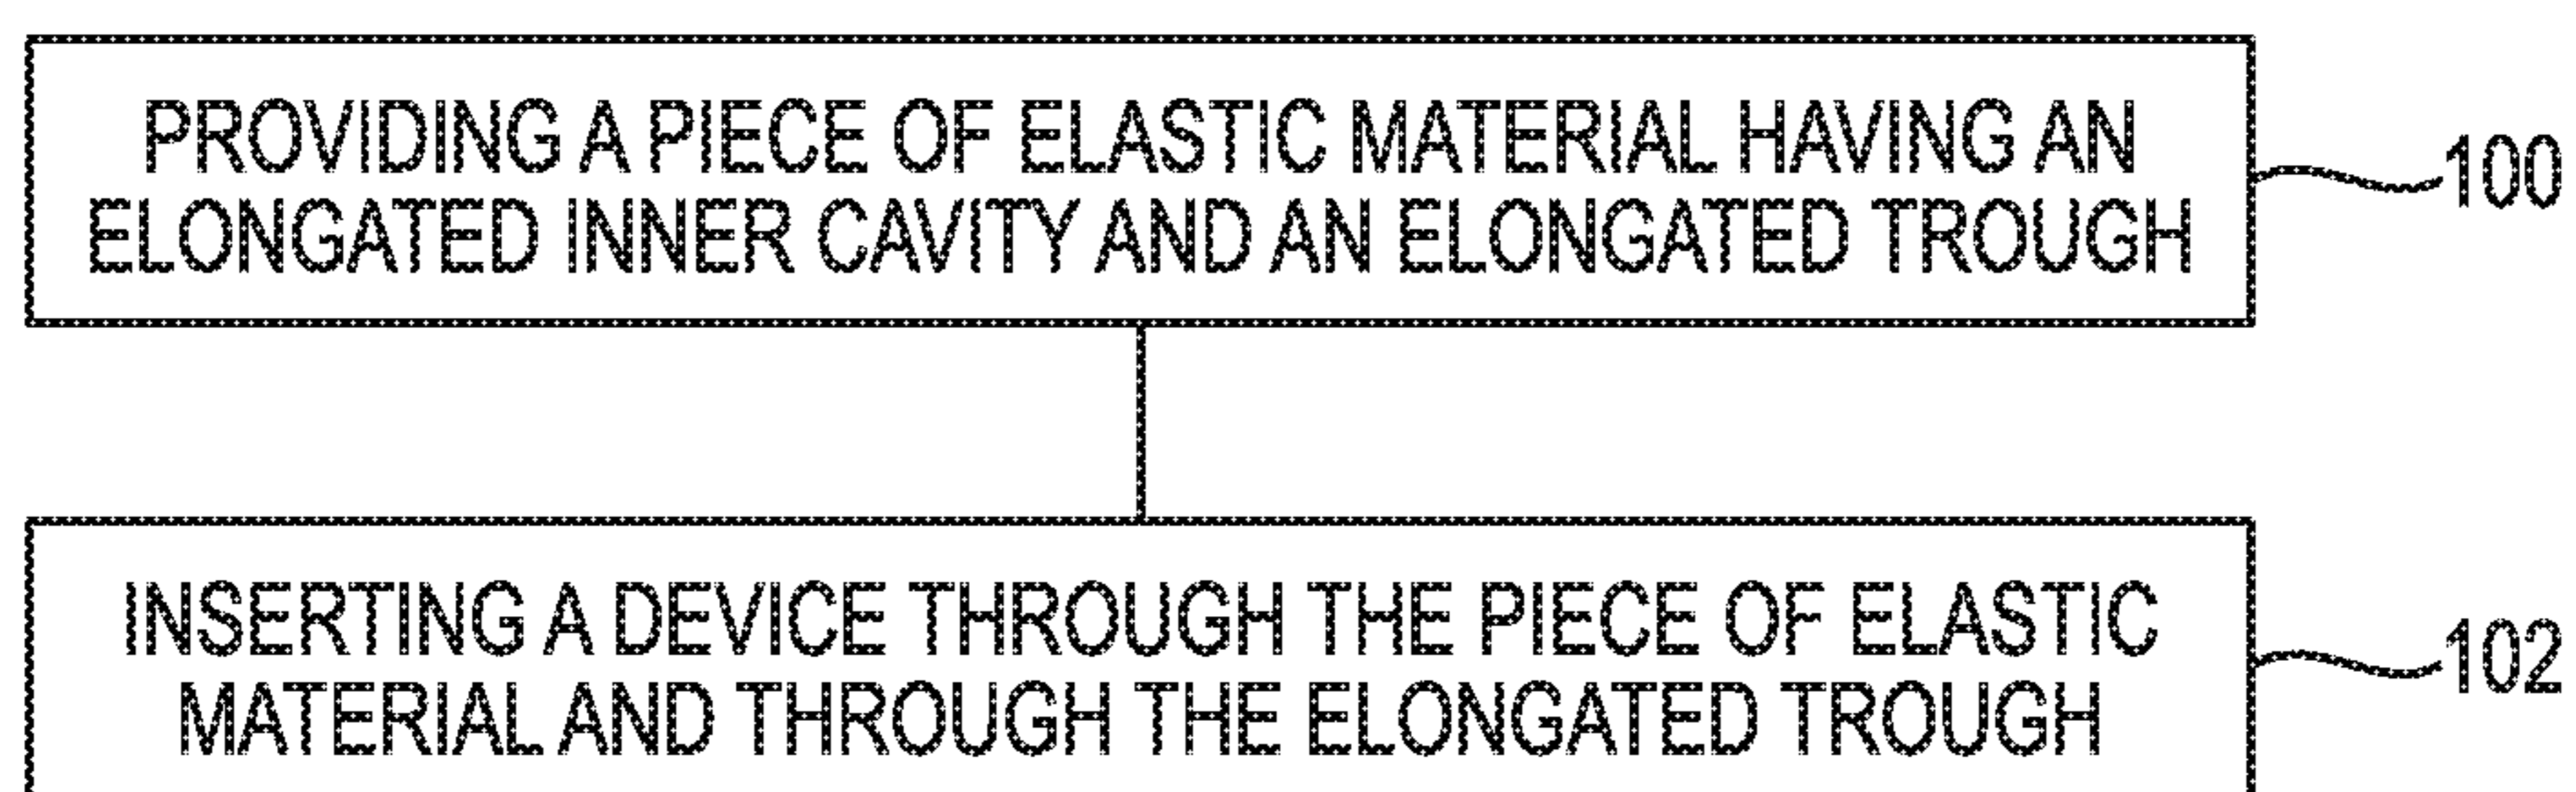 PROVIDING A PIECE OF ELASTIC MATERIAL HAVING AN
ELONGATED INNER CAVITY AND AN ELONGATED TROUGH
100
INSERTING A DEVICE THROUGH THE PIECE OF ELASTIC
MATERIAL AND THROUGH THE ELONGATED TROUGH
102